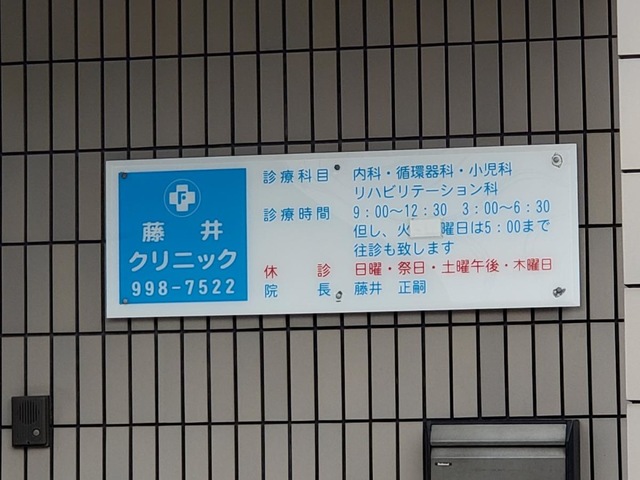 F
藤 井
クリニック
998-7522
診療科目 内科・循環器科・小児科
リハビリテーション科
診療時間 9:00〜12:30 3:00〜6:30
但し、火 曜日は5:00まで
往診も致します
休 診 日曜・祭日・土曜午後・木曜日
院 長 藤井 正嗣